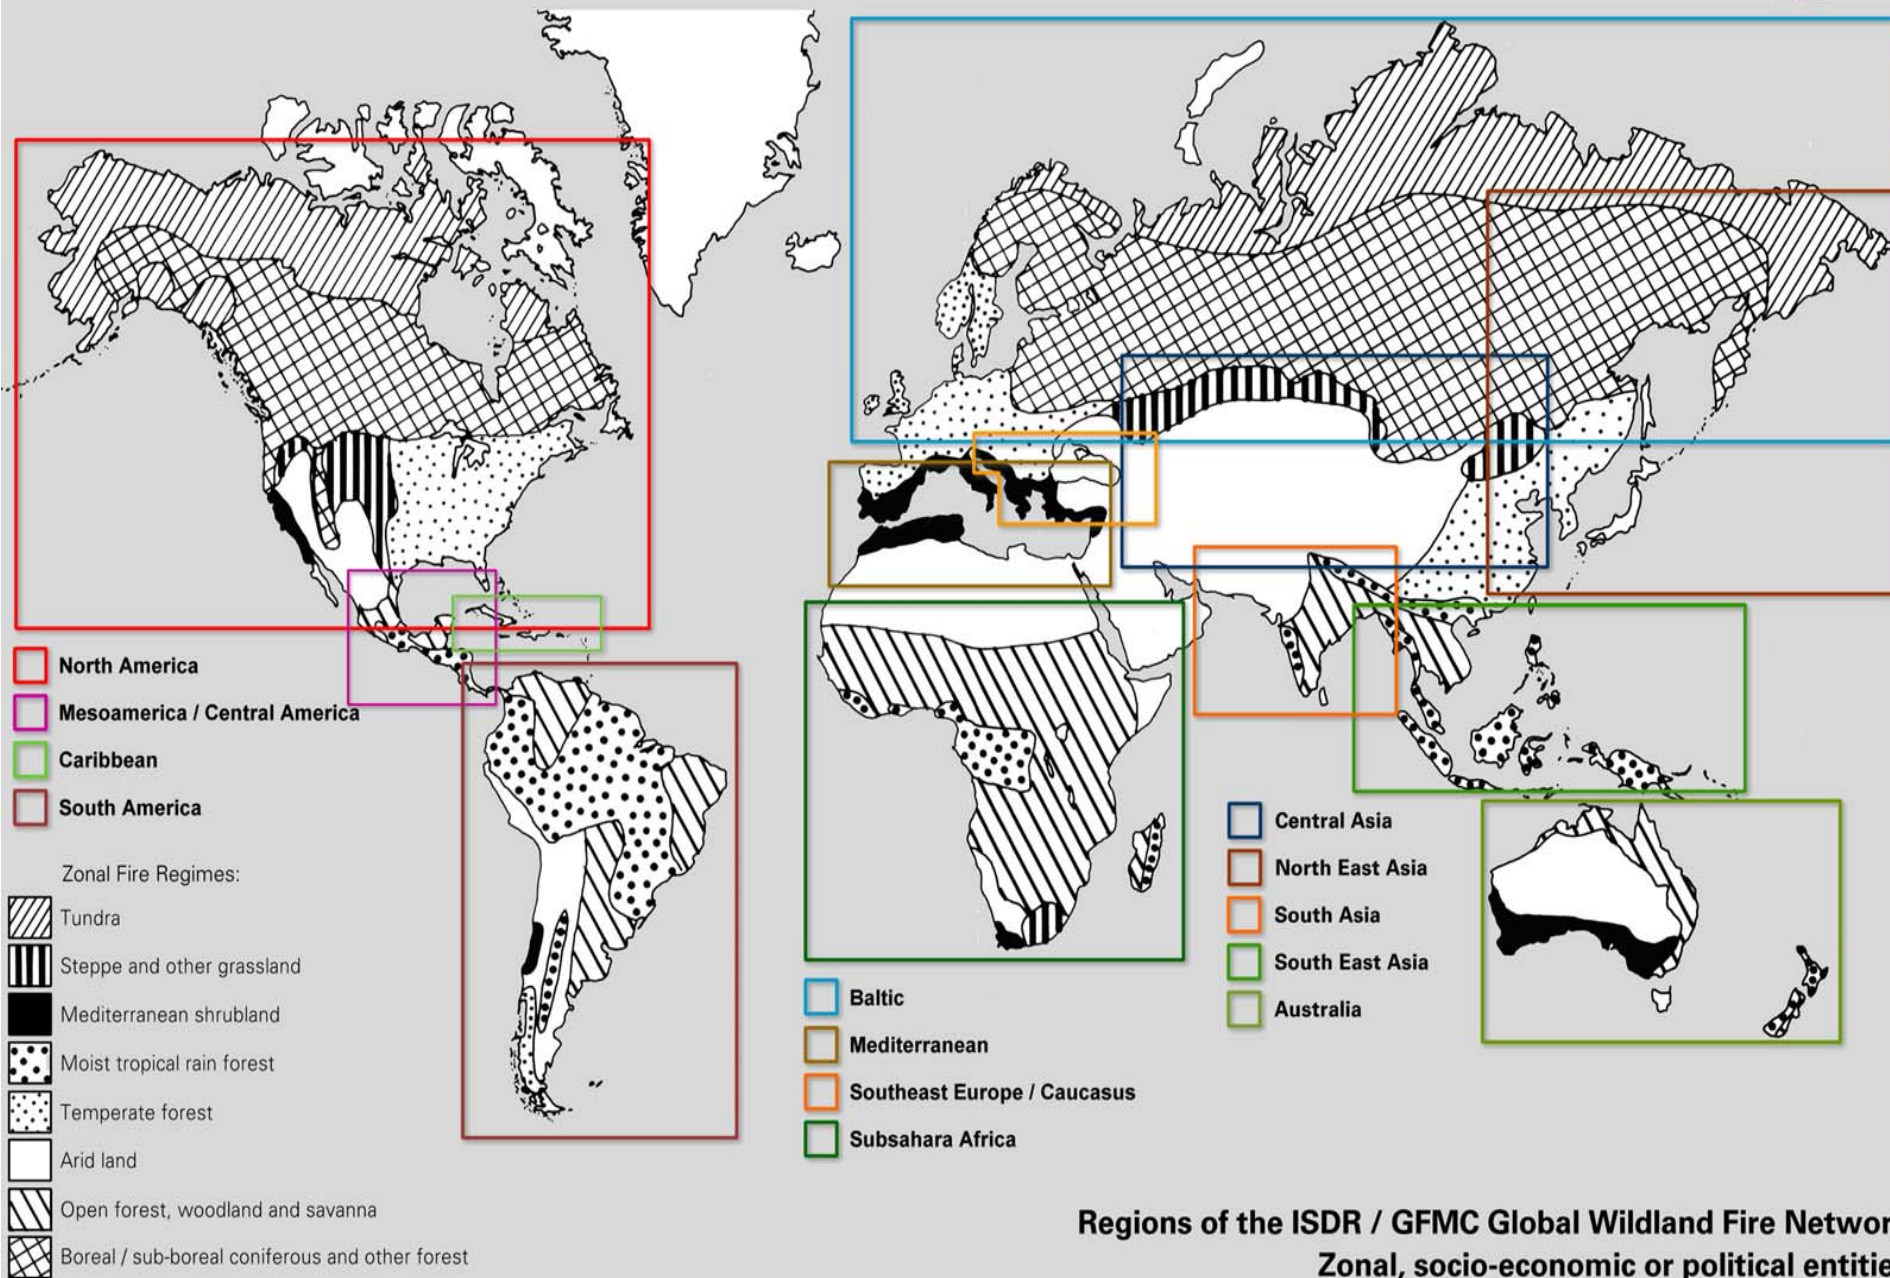 North America
Mesoamerica / Central America
Caribbean
South America
Zonal Fire Regimes:
Tundra
Steppe and other grassland
Mediterranean shrubland
Moist tropical rain forest
Temperate forest
Arid land
Open forest, woodland and savanna
Boreal / sub-boreal coniferous and other forest
Baltic
Mediterranean
Southeast Europe / Caucasus
Subsahara Africa
Central Asia
North East Asia
South Asia
South East Asia
Australia
Regions of the ISDR / GFMC Global Wildland Fire Networ
Zonal, socio-economic or political entitie